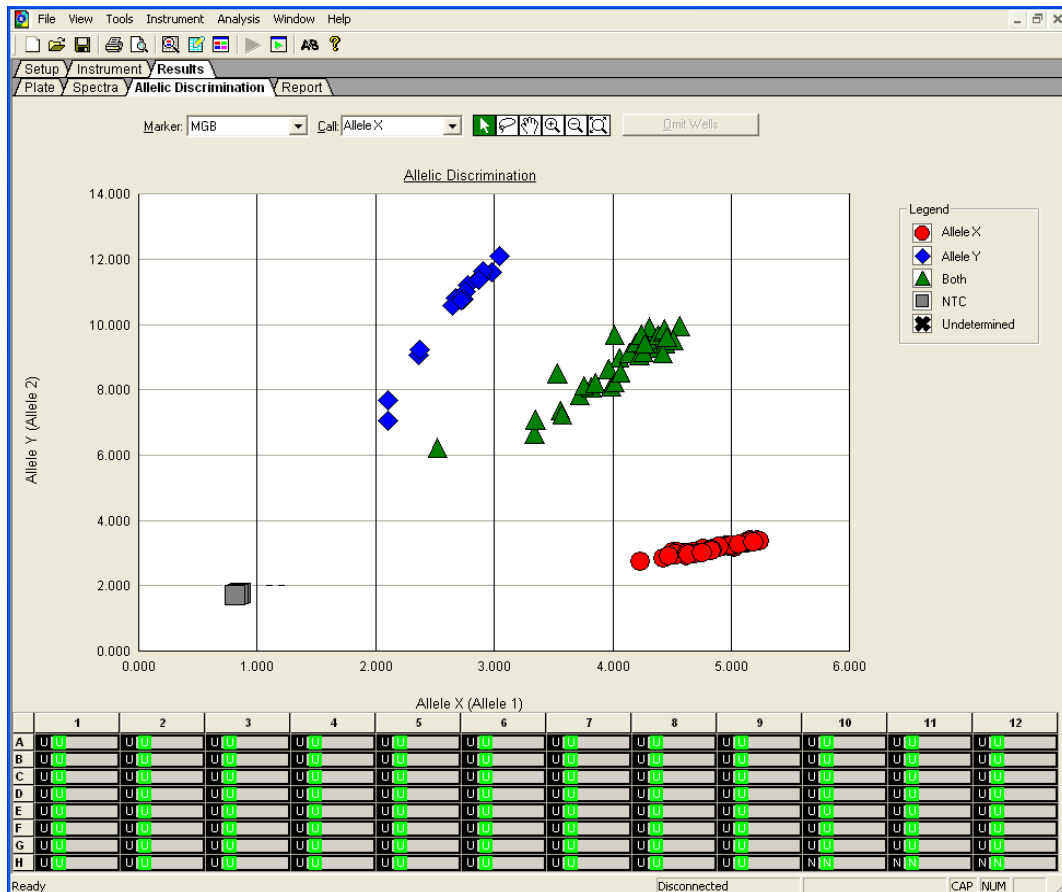 File View Tools Instrument Analysis Window Help
Setup Instrument Results
Plate Spectra Allelic Discrimination Report
Marker: MGB Call: Allele X Omit Wells
Allelic Discrimination
14.000
12.000
10.000
8.000
6.000
4.000
2.000
0.000
Allele Y (Allele 2)
0.000 1.000 2.000 3.000 4.000 5.000 6.000
Allele X (Allele 1)
Legend
Allele X
Allele Y
Both
NTC
Undetermined
1 2 3 4 5 6 7 8 9 10 11 12
A U U U U U U U U U U U U U U U U U U U U U U U U
B U U U U U U U U U U U U U U U U U U U U U U U U
C U U U U U U U U U U U U U U U U U U U U U U U U
D U U U U U U U U U U U U U U U U U U U U U U U U
E U U U U U U U U U U U U U U U U U U U U U U U U
F U U U U U U U U U U U U U U U U U U U U U U U U
G U U U U U U U U U U U U U U U U U U U U U U U U
H U U U U U U U U U U U U U U U U U U N N N N N N
Ready Disconnected CAP NUM